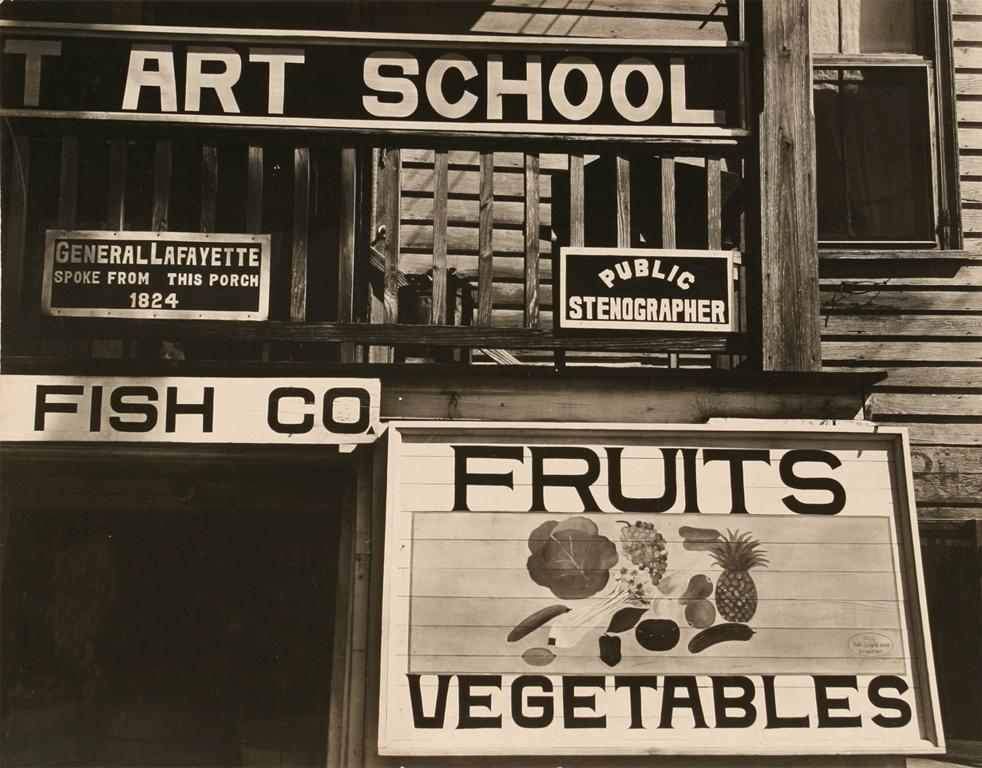 T ART SCHOOL
GENERAL LAFAYETTE
SPOKE FROM THIS PORCH
1824
PUBLIC
STENOGRAPHER
FISH CO
FRUITS
VEGETABLES